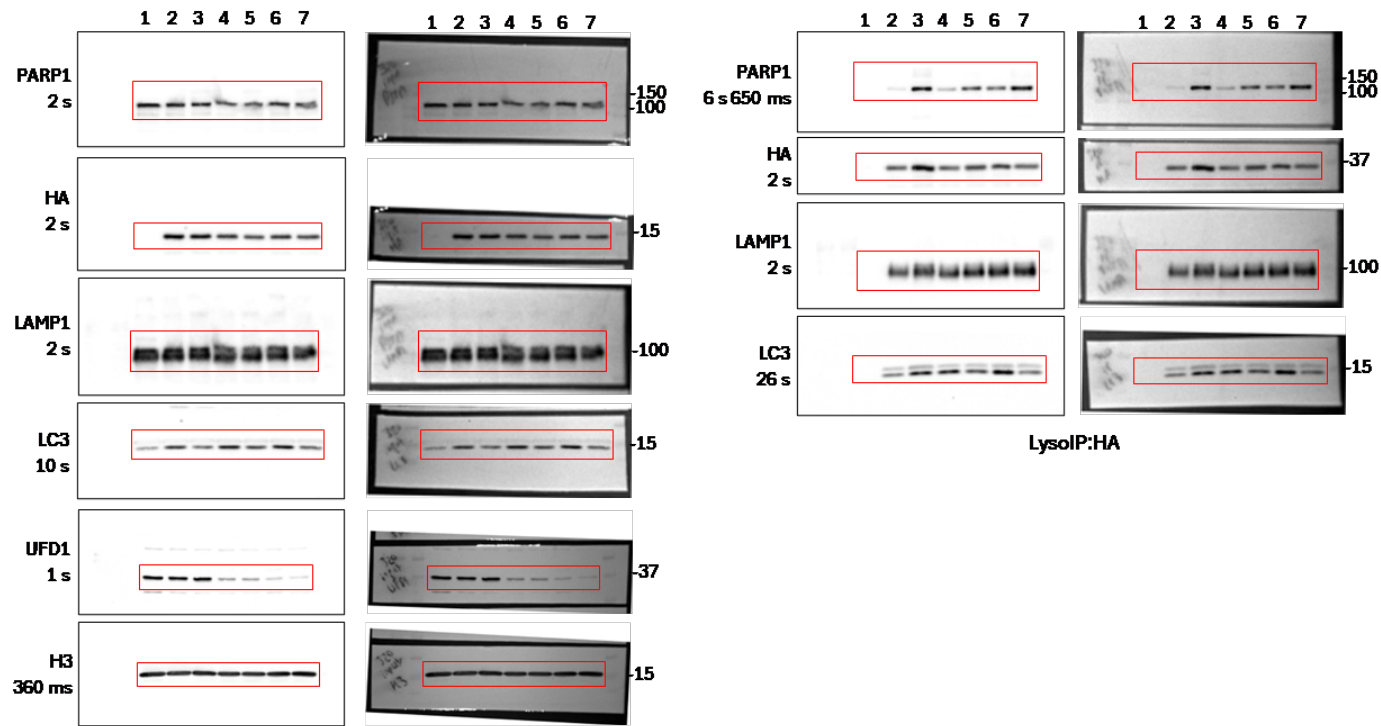 1 2 3 4 5 6 7
1 2 3 4 5 6 7
PARP1
2 s
-150
-100
HA
2 s
-15
LAMP1
2 s
-100
LC3
10 s
-15
UFD1
1 s
-37
H3
360 ms
-15
1 2 3 4 5 6 7
1 2 3 4 5 6 7
PARP1
6 s 650 ms
-150
-100
HA
2 s
-37
LAMP1
2 s
-100
LC3
26 s
-15
LysoIP:HA